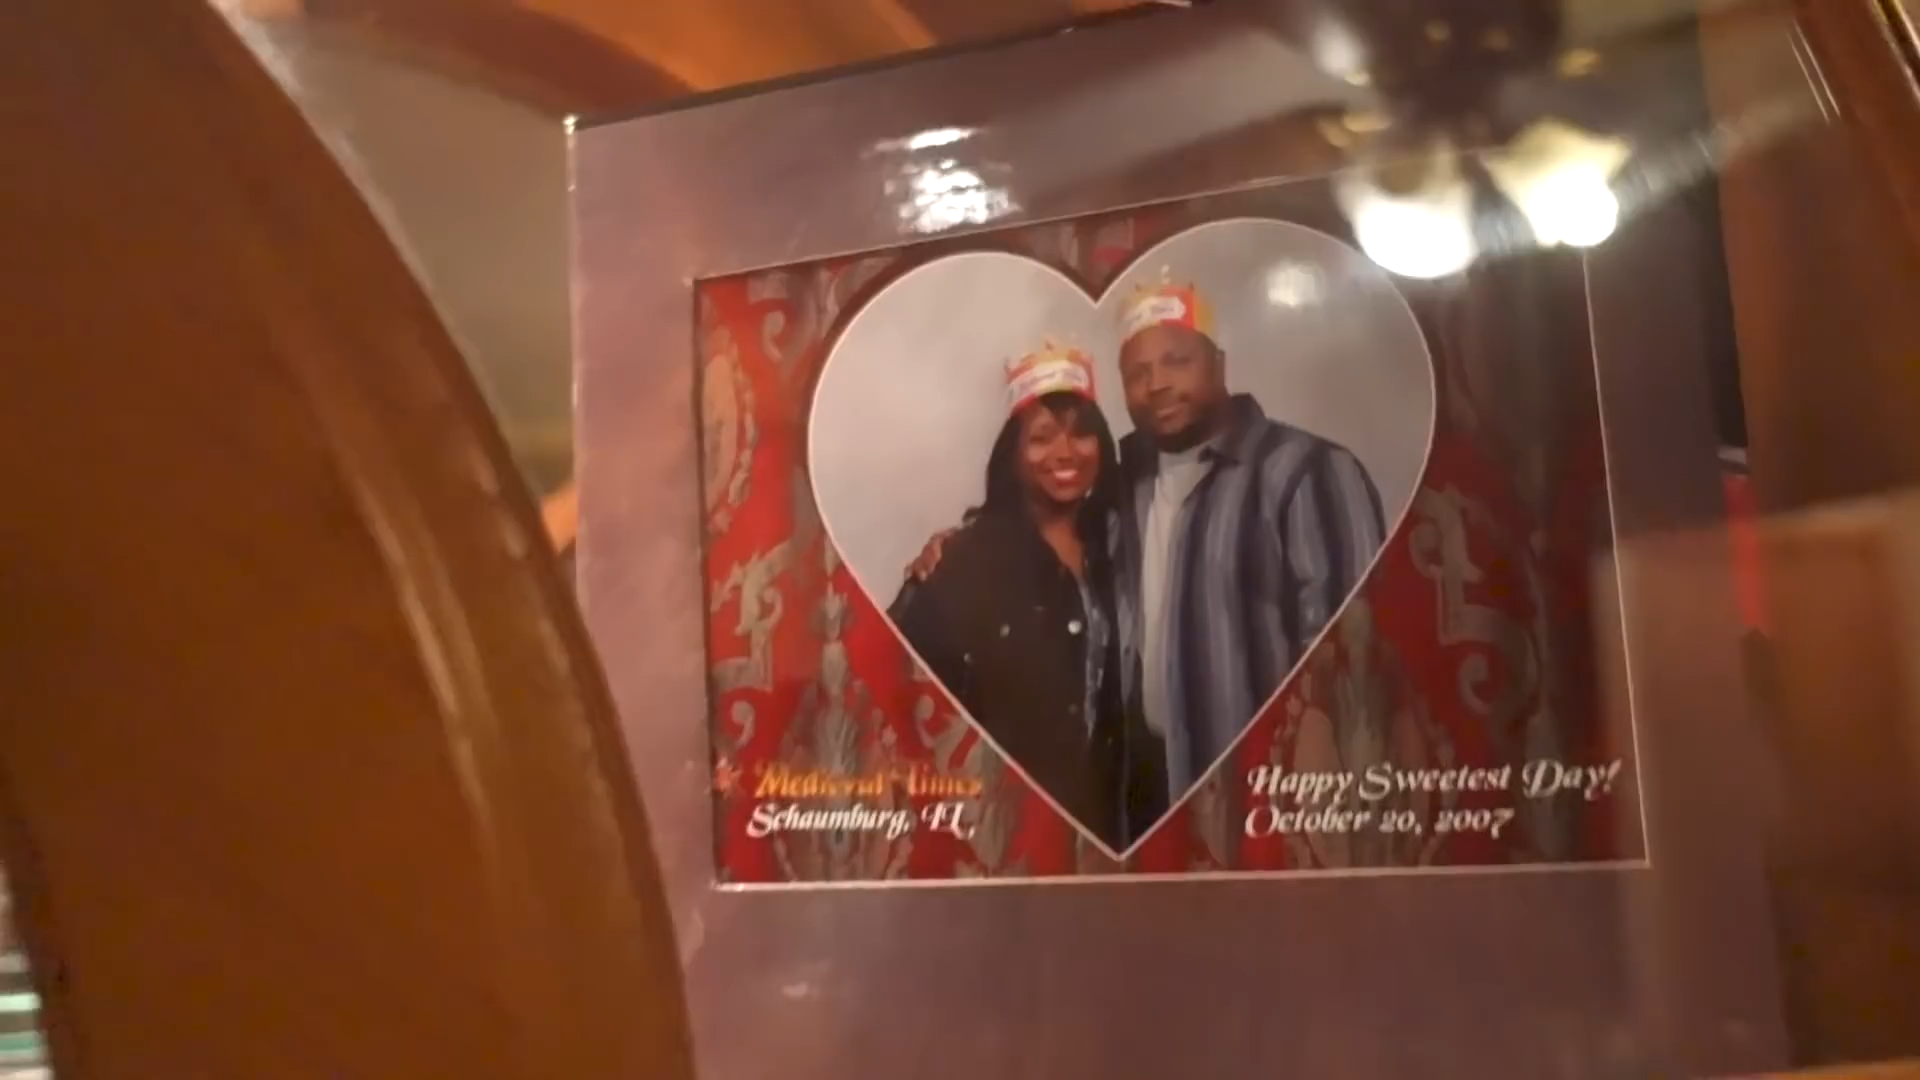 Medieval Times
Schaumburg, IL,
Happy Sweetest Day!
October 20, 2007